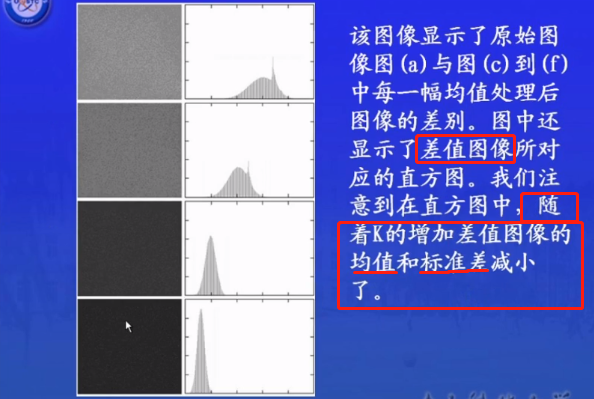 该图像显示了原始图
像图(a)与图(c)到(f)
中每一幅均值处理后
图像的差别。图中还
显示了差值图像所对
应的直方图。我们注
意到在直方图中，随
着K的增加差值图像的
均值和标准差减小
了。